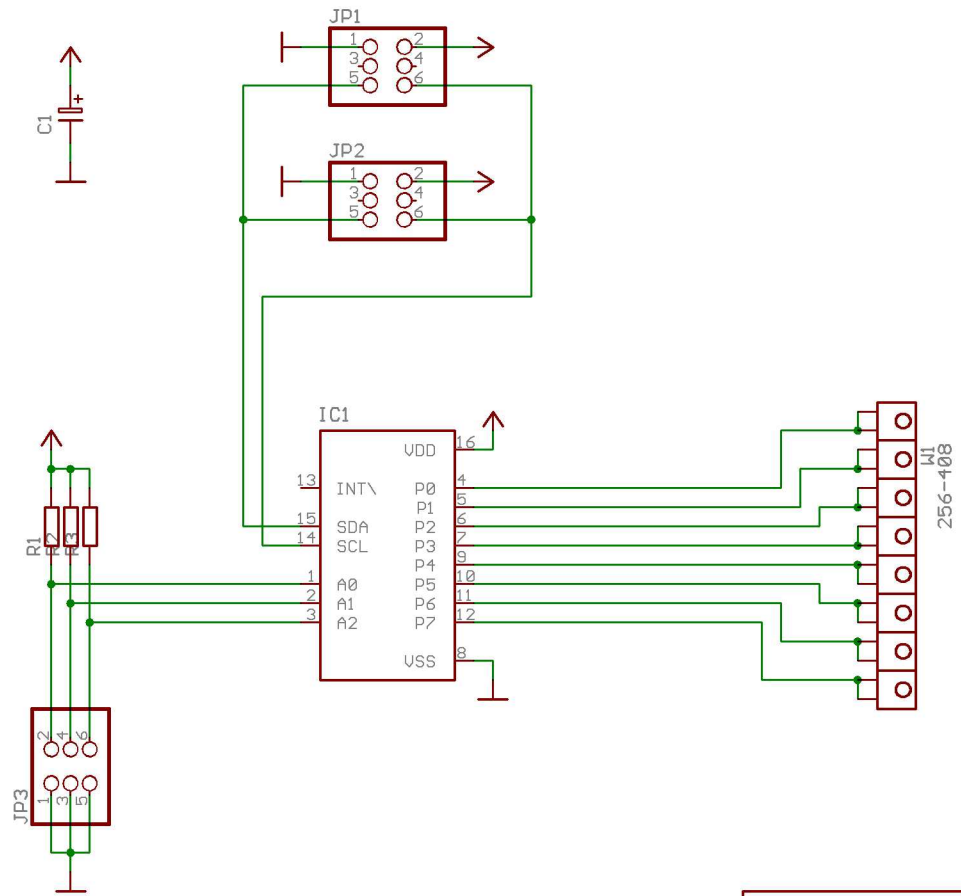 JP1
1 2
3 4
5 6
C1
+
JP2
1 2
3 4
5 6
IC1
VDD 16
13 INT\ P0 4
P1 5
15 SDA P2 6
14 SCL P3 7
P4 9
1 A0 P5 10
2 A1 P6 11
3 A2 P7 12
VSS 8
W1
256-408
R1
R2
R3
JP3
2 4 6
1 3 5